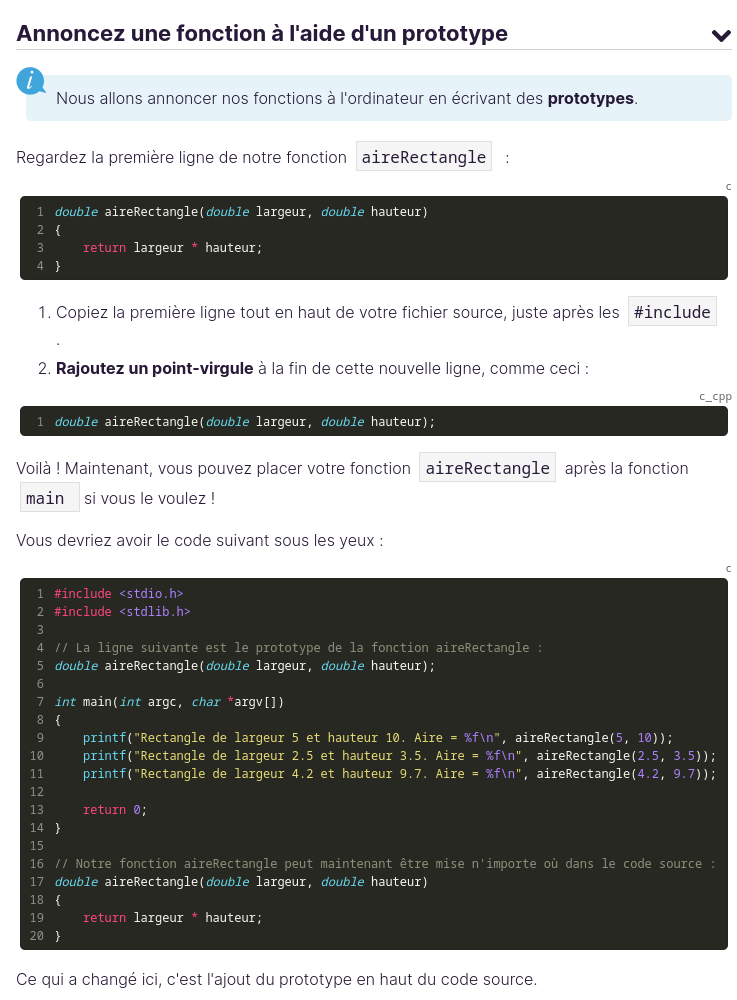 Annoncez une fonction à l'aide d'un prototype
i
Nous allons annoncer nos fonctions à l'ordinateur en écrivant des prototypes.
Regardez la première ligne de notre fonction aireRectangle :
c
1 double aireRectangle(double largeur, double hauteur)
2 {
3     return largeur * hauteur;
4 }
1. Copiez la première ligne tout en haut de votre fichier source, juste après les #include
.
2. Rajoutez un point-virgule à la fin de cette nouvelle ligne, comme ceci :
c_cpp
1 double aireRectangle(double largeur, double hauteur);
Voilà ! Maintenant, vous pouvez placer votre fonction aireRectangle après la fonction
main si vous le voulez !
Vous devriez avoir le code suivant sous les yeux :
c
1 #include <stdio.h>
2 #include <stdlib.h>
3
4 // La ligne suivante est le prototype de la fonction aireRectangle :
5 double aireRectangle(double largeur, double hauteur);
6
7 int main(int argc, char *argv[])
8 {
9     printf("Rectangle de largeur 5 et hauteur 10. Aire = %f\n", aireRectangle(5, 10));
10     printf("Rectangle de largeur 2.5 et hauteur 3.5. Aire = %f\n", aireRectangle(2.5, 3.5));
11     printf("Rectangle de largeur 4.2 et hauteur 9.7. Aire = %f\n", aireRectangle(4.2, 9.7));
12
13     return 0;
14 }
15
16 // Notre fonction aireRectangle peut maintenant être mise n'importe où dans le code source :
17 double aireRectangle(double largeur, double hauteur)
18 {
19     return largeur * hauteur;
20 }
Ce qui a changé ici, c'est l'ajout du prototype en haut du code source.